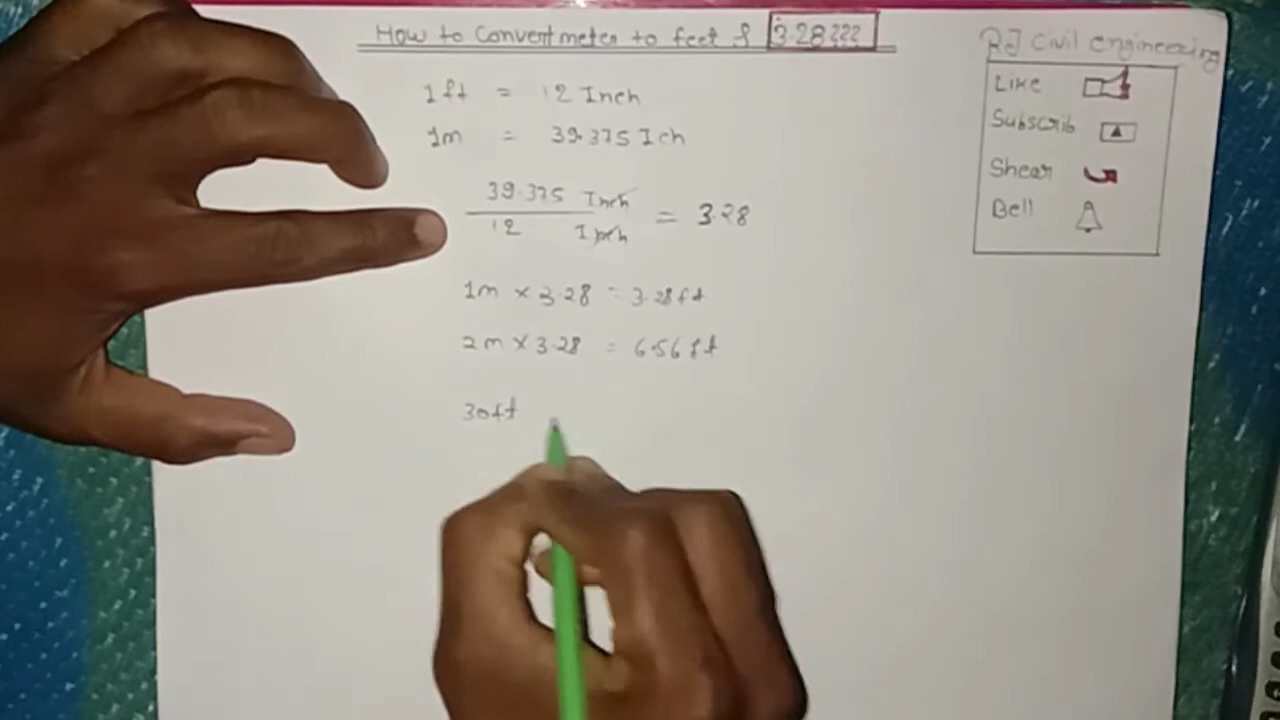 How to Convert meter to feet & 3.28???
1ft = 12 Inch
1m = 39.375 Ich
39.375 Inch
12 Inch
= 3.28
1m × 3.28 = 3.28ft
2m × 3.28 = 6.56ft
30ft
RJ Civil engineering
Like
Subscrib
Shear
Bell